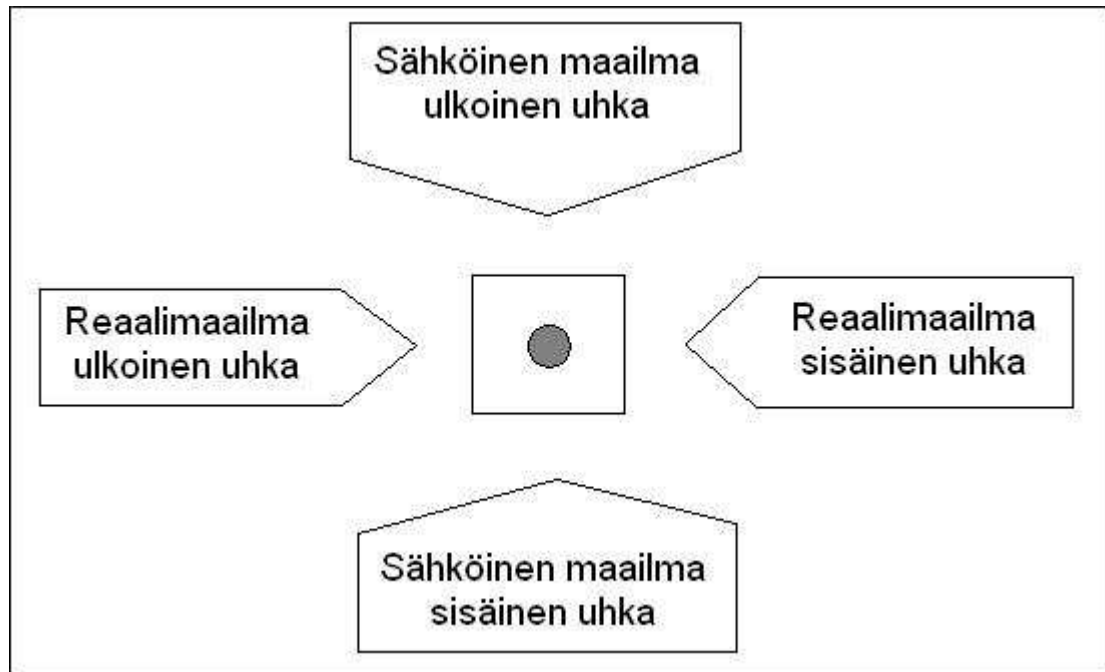 Sähköinen maailma
ulkoinen uhka
Reaalimaailma
ulkoinen uhka
Reaalimaailma
sisäinen uhka
Sähköinen maailma
sisäinen uhka